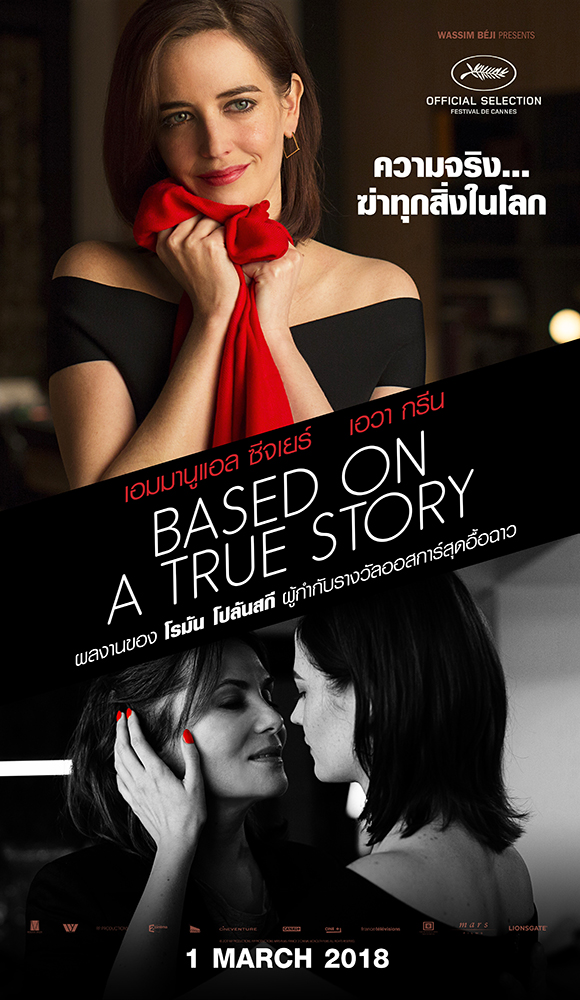 WASSIM BÉJI PRESENTS
OFFICIAL SELECTION
FESTIVAL DE CANNES
ความจริง...
ฆ่าทุกสิ่งในโลก
เอมมานูแอล ซีจเยร์ เอวา กรีน
BASED ON
A TRUE STORY
ผลงานของ โรมัน โปลันสกี ผู้กำกับรางวัลออสการ์สุดอื้อฉาว
mars
LIONSGATE
1 MARCH 2018